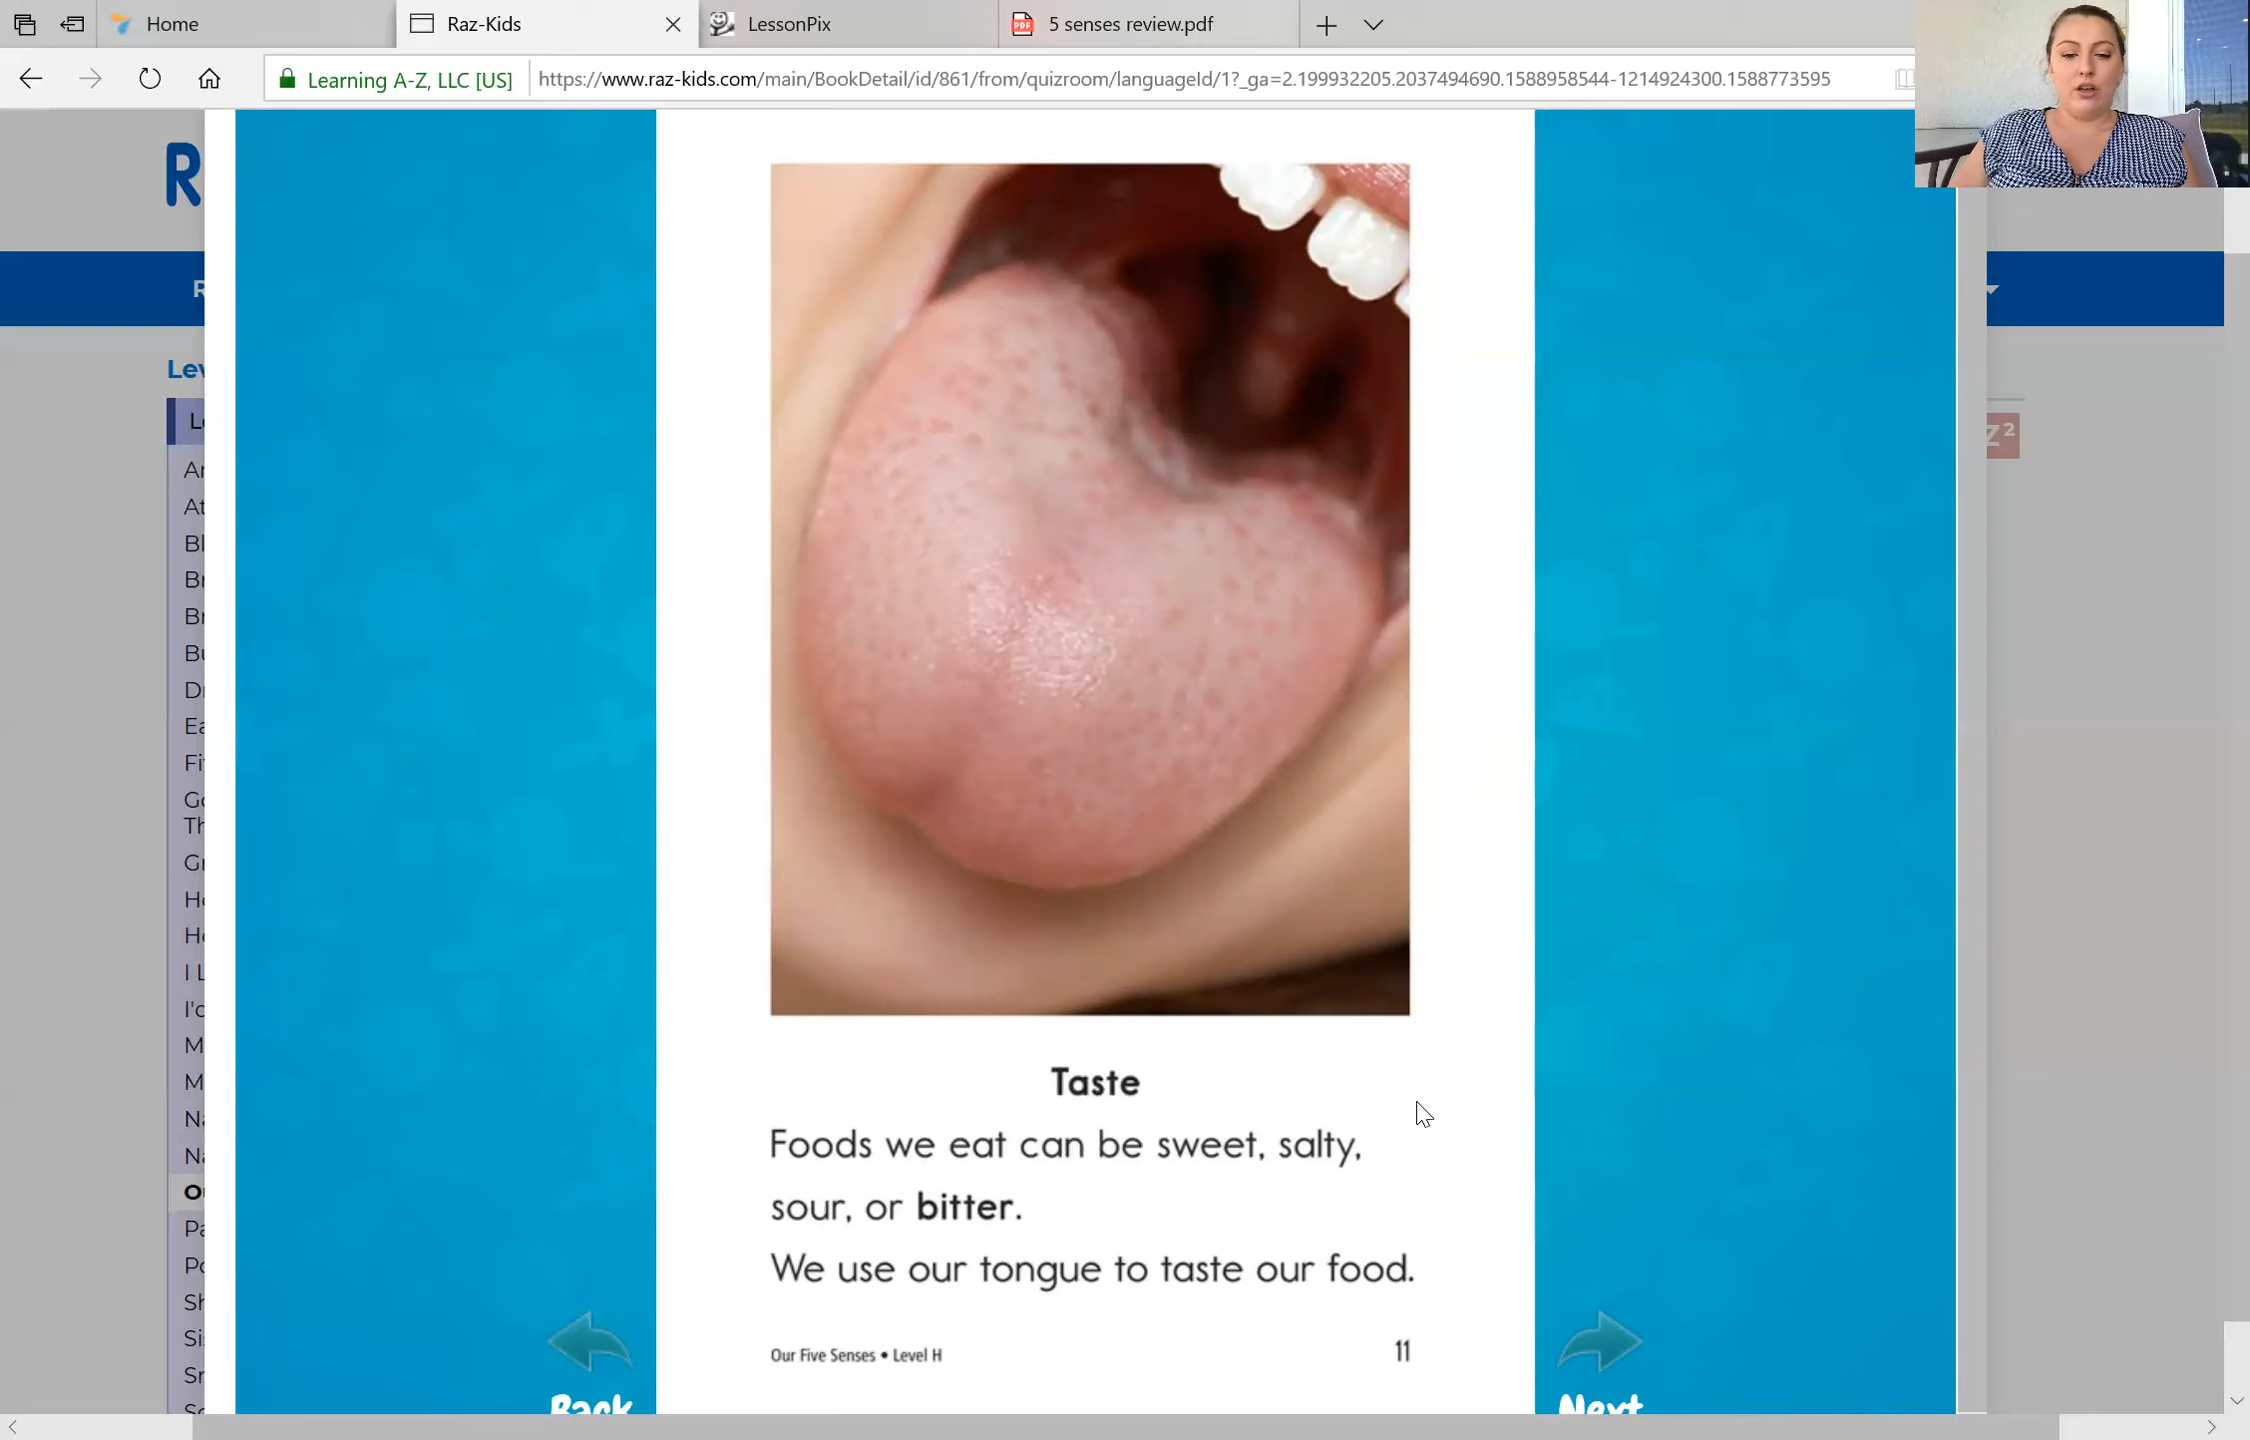 Home
Raz-Kids
LessonPix
5 senses review.pdf
Learning A-Z, LLC [US]
https://www.raz-kids.com/main/BookDetail/id/861/from/quizroom/languageId/1?_ga=2.199932205.2037494690.1588958544-1214924300.1588773595
Taste
Foods we eat can be sweet, salty,
sour, or bitter.
We use our tongue to taste our food.
Our Five Senses • Level H
11
Back
Next